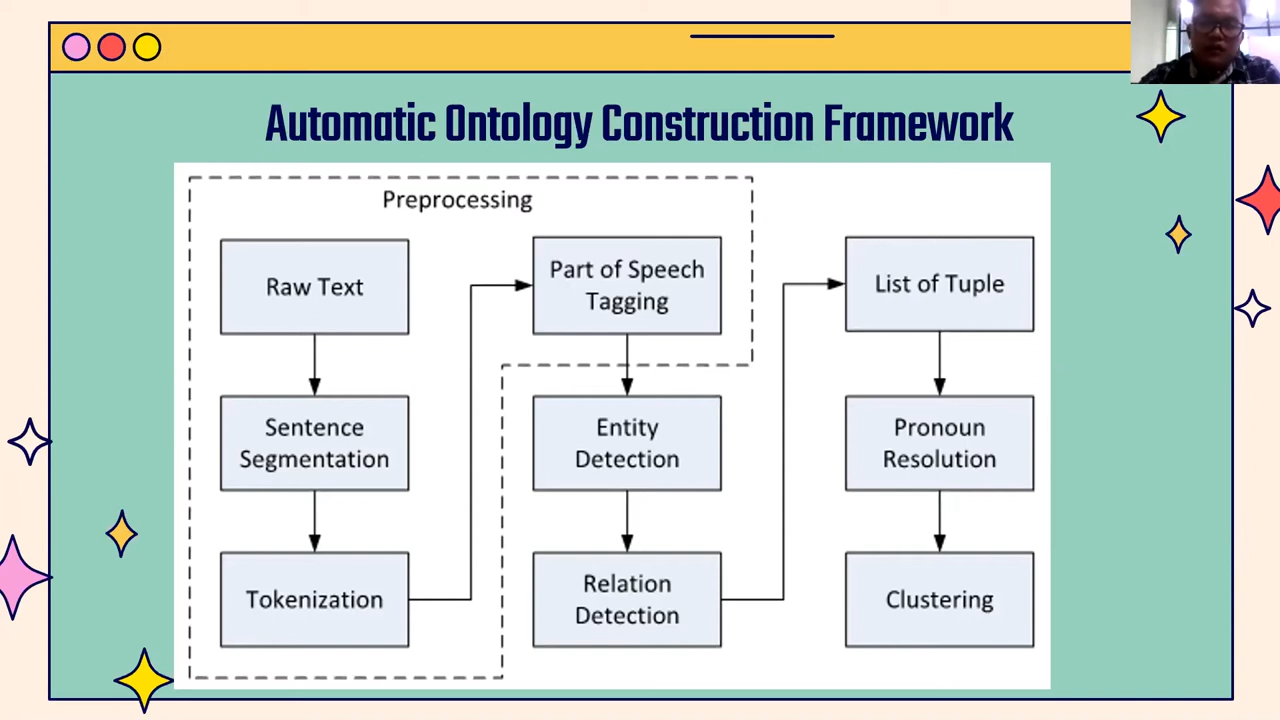 Automatic Ontology Construction Framework
Preprocessing
Raw Text
Sentence
Segmentation
Tokenization
Part of Speech
Tagging
Entity
Detection
Relation
Detection
List of Tuple
Pronoun
Resolution
Clustering